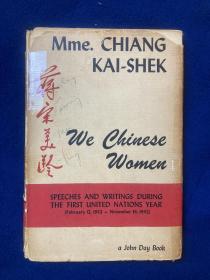 Mme. CHIANG
KAI-SHEK
蔣宋美齡
We Chinese
Women
SPEECHES AND WRITINGS DURING
THE FIRST UNITED NATIONS YEAR
(February 12, 1942 – November 16, 1942)
a John Day Book